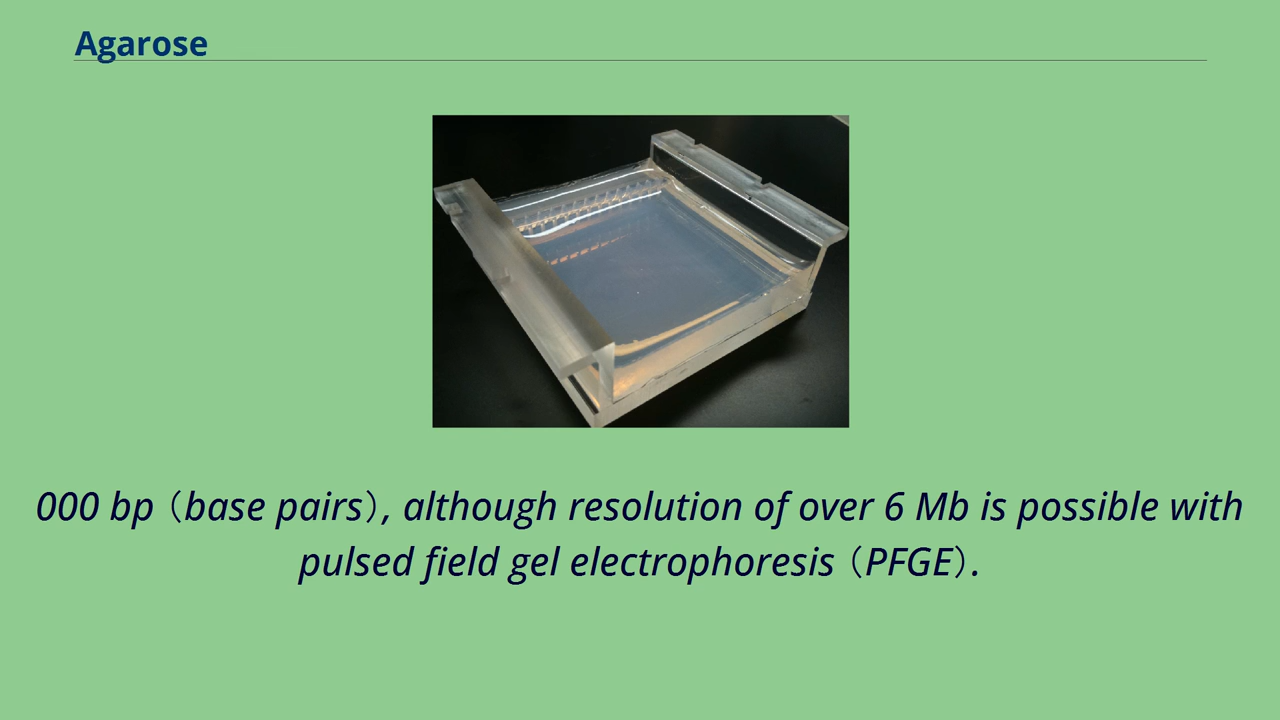 Agarose
000 bp（base pairs）, although resolution of over 6 Mb is possible with
pulsed field gel electrophoresis（PFGE）.